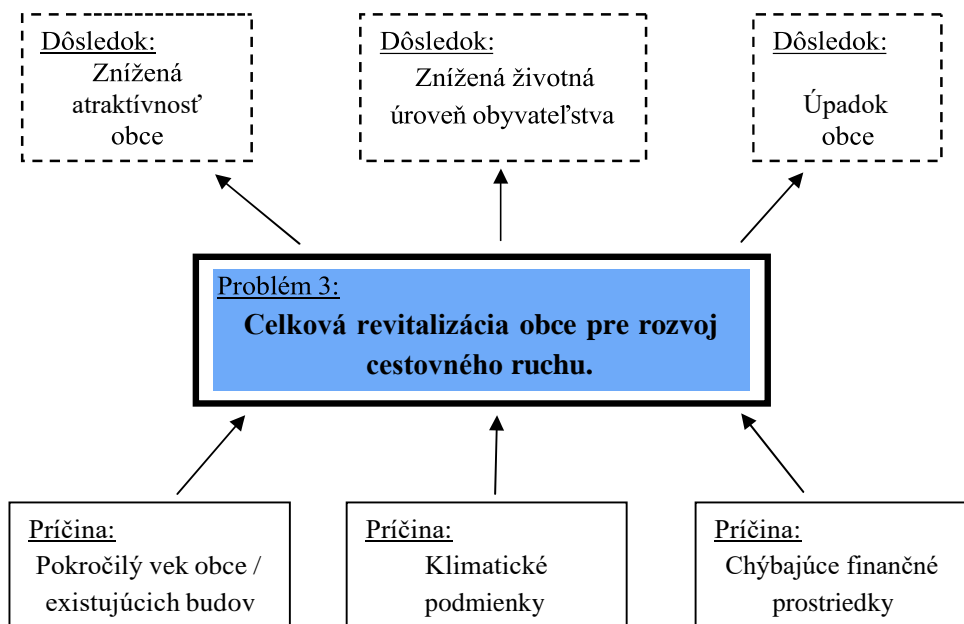 Dôsledok:
Znížená
atraktívnosť
obce
Dôsledok:
Znížená životná
úroveň obyvateľstva
Dôsledok:
Úpadok
obce
Problém 3:
Celková revitalizácia obce pre rozvoj
cestovného ruchu.
Príčina:
Pokročilý vek obce /
existujúcich budov
Príčina:
Klimatické
podmienky
Príčina:
Chýbajúce finančné
prostriedky